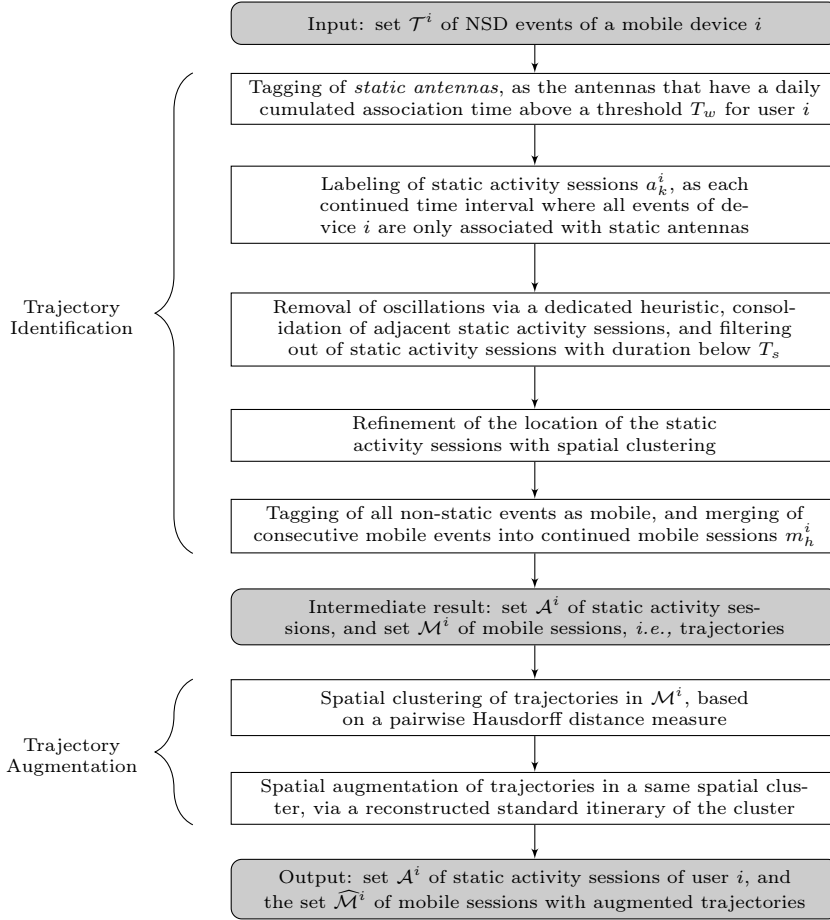 Input: set 𝒯^i of NSD events of a mobile device i
Tagging of static antennas, as the antennas that have a daily
cumulated association time above a threshold T_w for user i
Labeling of static activity sessions a_k^i, as each
continued time interval where all events of de-
vice i are only associated with static antennas
Trajectory
Identification
Removal of oscillations via a dedicated heuristic, consol-
idation of adjacent static activity sessions, and filtering
out of static activity sessions with duration below T_s
Refinement of the location of the static
activity sessions with spatial clustering
Tagging of all non-static events as mobile, and merging of
consecutive mobile events into continued mobile sessions m_h^i
Intermediate result: set 𝒜^i of static activity ses-
sions, and set ℳ^i of mobile sessions, i.e., trajectories
Spatial clustering of trajectories in ℳ^i, based
on a pairwise Hausdorff distance measure
Trajectory
Augmentation
Spatial augmentation of trajectories in a same spatial clus-
ter, via a reconstructed standard itinerary of the cluster
Output: set 𝒜^i of static activity sessions of user i, and
the set ℳ̂^i of mobile sessions with augmented trajectories